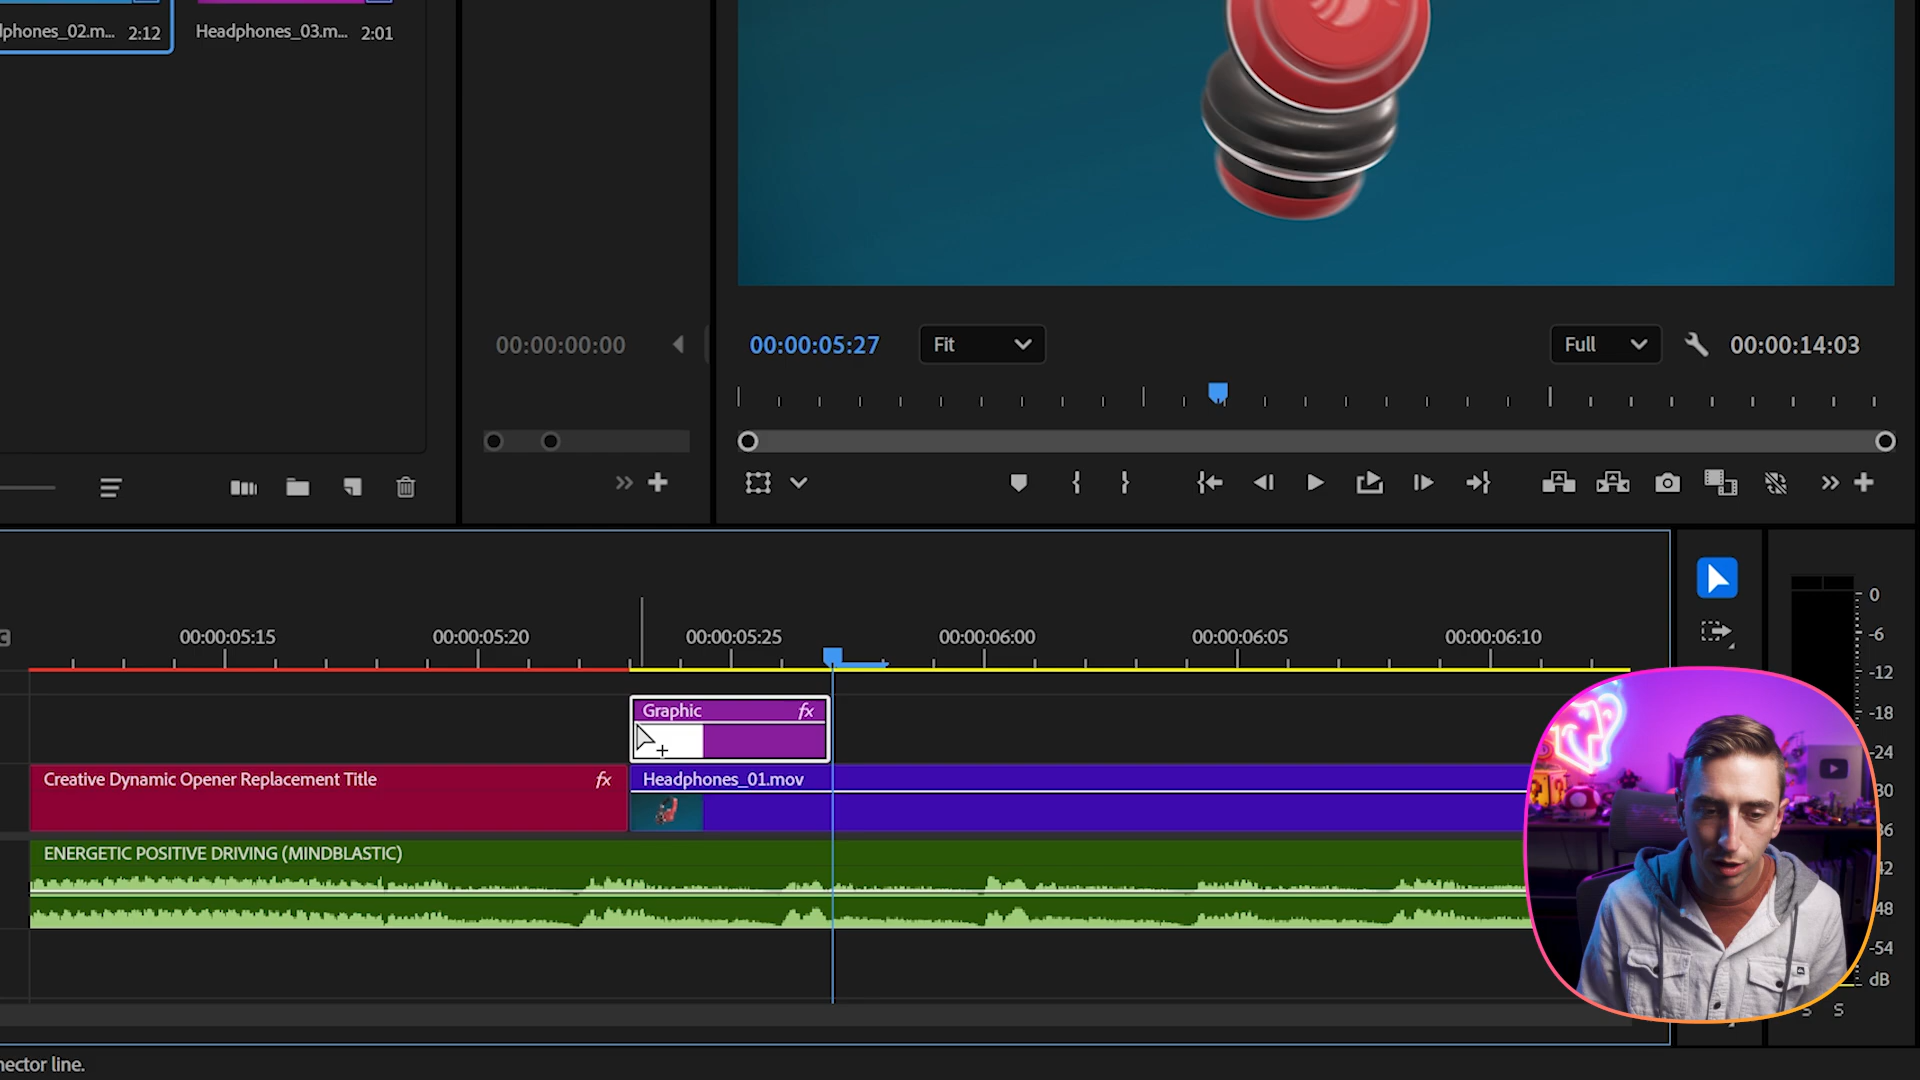 lphones_02.m... 2:12
Headphones_03.m... 2:01
00:00:00:00
00:00:05:27
Fit
Full
00:00:14:03
00:00:05:15
00:00:05:20
00:00:05:25
00:00:06:00
00:00:06:05
00:00:06:10
Graphic fx
Creative Dynamic Opener Replacement Title fx
Headphones_01.mov
ENERGETIC POSITIVE DRIVING (MINDBLASTIC)
0
-6
-12
-18
-24
30
36
42
48
-54
dB
S S
nector line.